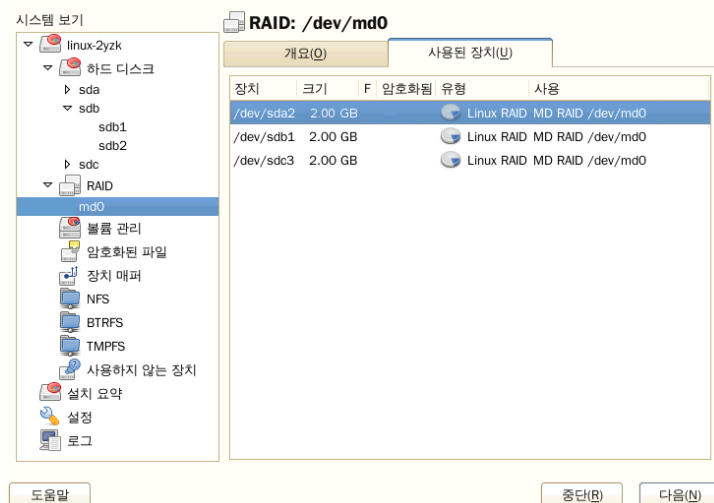 시스템 보기
linux-2yzk
하드 디스크
sda
sdb
sdb1
sdb2
sdc
RAID
md0
볼륨 관리
암호화된 파일
장치 매퍼
NFS
BTRFS
TMPFS
사용하지 않는 장치
설치 요약
설정
로그
RAID: /dev/md0
개요(O) 사용된 장치(U)
장치 크기 F 암호화됨 유형 사용
/dev/sda2 2.00 GB Linux RAID MD RAID /dev/md0
/dev/sdb1 2.00 GB Linux RAID MD RAID /dev/md0
/dev/sdc3 2.00 GB Linux RAID MD RAID /dev/md0
도움말 중단(R) 다음(N)